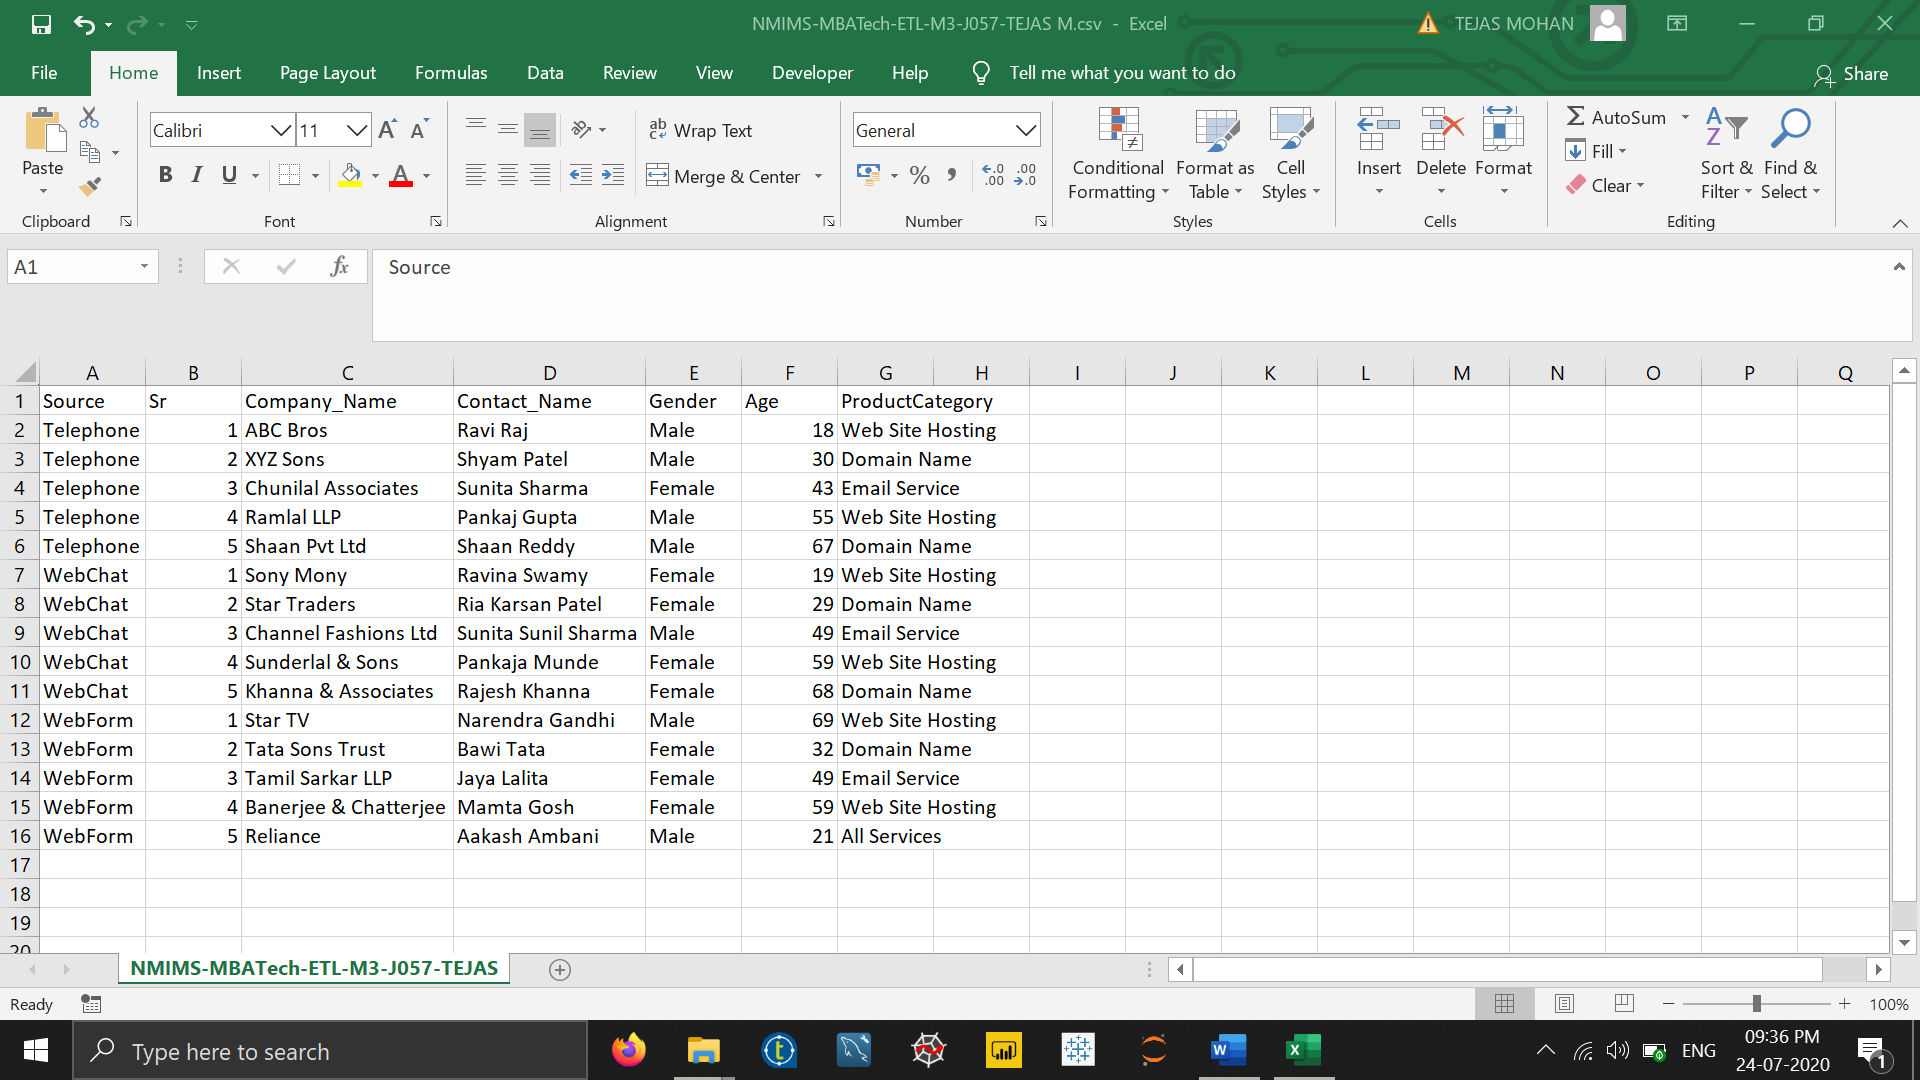 NMIMS-MBATech-ETL-M3-J057-TEJAS M.csv - Excel
TEJAS MOHAN
File Home Insert Page Layout Formulas Data Review View Developer Help Tell me what you want to do Share
Calibri 11 ab Wrap Text General AutoSum
Paste Conditional Format as Cell Insert Delete Format Fill Sort & Find &
B I U A Merge & Center % Formatting Table Styles Clear Filter Select
Clipboard Font Alignment Number Styles Cells Editing
A1 fx Source
A B C D E F G H I J K L M N O P Q
1 Source Sr Company_Name Contact_Name Gender Age ProductCategory
2 Telephone 1 ABC Bros Ravi Raj Male 18 Web Site Hosting
3 Telephone 2 XYZ Sons Shyam Patel Male 30 Domain Name
4 Telephone 3 Chunilal Associates Sunita Sharma Female 43 Email Service
5 Telephone 4 Ramlal LLP Pankaj Gupta Male 55 Web Site Hosting
6 Telephone 5 Shaan Pvt Ltd Shaan Reddy Male 67 Domain Name
7 WebChat 1 Sony Mony Ravina Swamy Female 19 Web Site Hosting
8 WebChat 2 Star Traders Ria Karsan Patel Female 29 Domain Name
9 WebChat 3 Channel Fashions Ltd Sunita Sunil Sharma Male 49 Email Service
10 WebChat 4 Sunderlal & Sons Pankaja Munde Female 59 Web Site Hosting
11 WebChat 5 Khanna & Associates Rajesh Khanna Female 68 Domain Name
12 WebForm 1 Star TV Narendra Gandhi Male 69 Web Site Hosting
13 WebForm 2 Tata Sons Trust Bawi Tata Female 32 Domain Name
14 WebForm 3 Tamil Sarkar LLP Jaya Lalita Female 49 Email Service
15 WebForm 4 Banerjee & Chatterjee Mamta Gosh Female 59 Web Site Hosting
16 WebForm 5 Reliance Aakash Ambani Male 21 All Services
17
18
19
20
NMIMS-MBATech-ETL-M3-J057-TEJAS
Ready 100%
Type here to search ENG 09:36 PM
24-07-2020 1